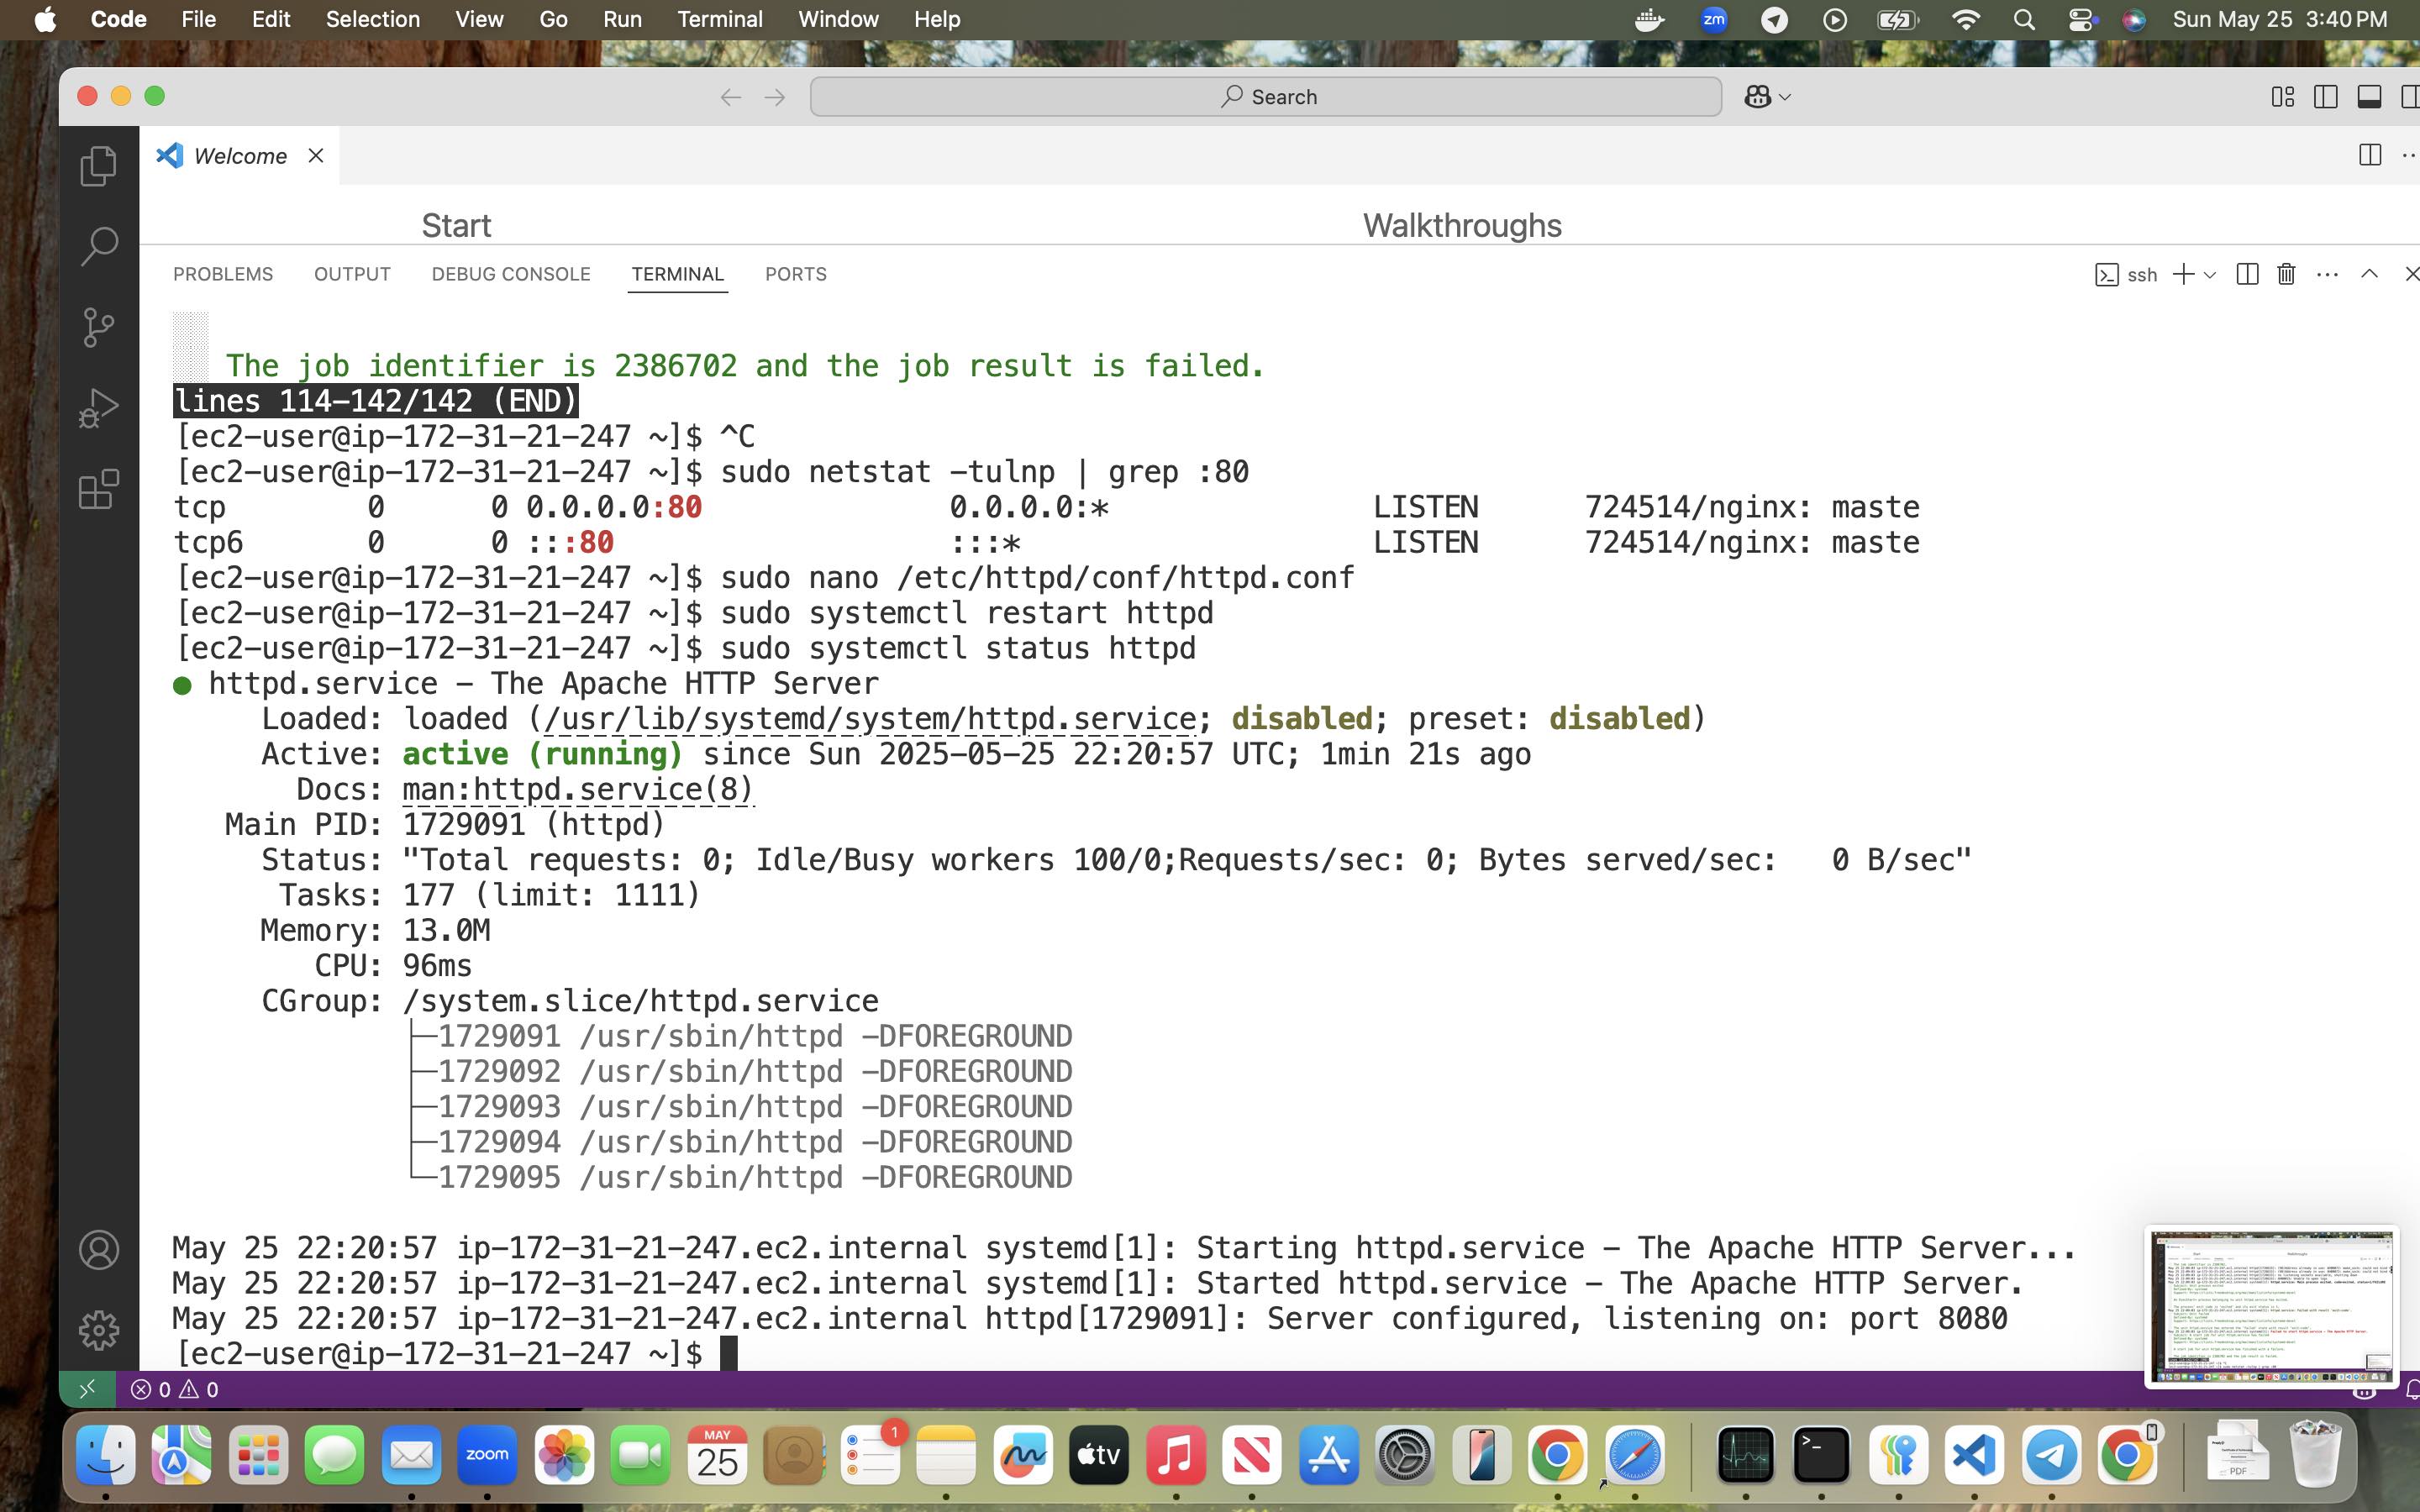 Code File Edit Selection View Go Run Terminal Window Help zm Sun May 25 3:40 PM
Search
Welcome
Start Walkthroughs
PROBLEMS OUTPUT DEBUG CONSOLE TERMINAL PORTS ssh
The job identifier is 2386702 and the job result is failed.
lines 114-142/142 (END)
[ec2-user@ip-172-31-21-247 ~]$ ^C
[ec2-user@ip-172-31-21-247 ~]$ sudo netstat -tulnp | grep :80
tcp 0 0 0.0.0.0:80 0.0.0.0:* LISTEN 724514/nginx: maste
tcp6 0 0 :::80 :::* LISTEN 724514/nginx: maste
[ec2-user@ip-172-31-21-247 ~]$ sudo nano /etc/httpd/conf/httpd.conf
[ec2-user@ip-172-31-21-247 ~]$ sudo systemctl restart httpd
[ec2-user@ip-172-31-21-247 ~]$ sudo systemctl status httpd
● httpd.service - The Apache HTTP Server
Loaded: loaded (/usr/lib/systemd/system/httpd.service; disabled; preset: disabled)
Active: active (running) since Sun 2025-05-25 22:20:57 UTC; 1min 21s ago
Docs: man:httpd.service(8)
Main PID: 1729091 (httpd)
Status: "Total requests: 0; Idle/Busy workers 100/0;Requests/sec: 0; Bytes served/sec: 0 B/sec"
Tasks: 177 (limit: 1111)
Memory: 13.0M
CPU: 96ms
CGroup: /system.slice/httpd.service
├─1729091 /usr/sbin/httpd -DFOREGROUND
├─1729092 /usr/sbin/httpd -DFOREGROUND
├─1729093 /usr/sbin/httpd -DFOREGROUND
├─1729094 /usr/sbin/httpd -DFOREGROUND
└─1729095 /usr/sbin/httpd -DFOREGROUND
May 25 22:20:57 ip-172-31-21-247.ec2.internal systemd[1]: Starting httpd.service - The Apache HTTP Server...
May 25 22:20:57 ip-172-31-21-247.ec2.internal systemd[1]: Started httpd.service - The Apache HTTP Server.
May 25 22:20:57 ip-172-31-21-247.ec2.internal httpd[1729091]: Server configured, listening on: port 8080
[ec2-user@ip-172-31-21-247 ~]$
0 0
zoom MAY 25 1 tv >_ PDF